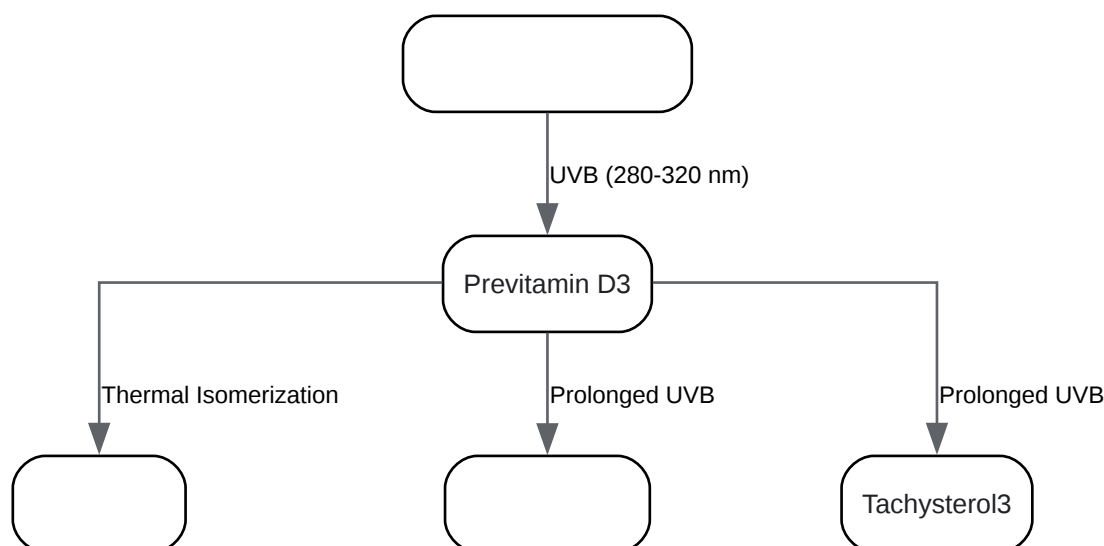 UVB (280-320 nm)
Previtamin D3
Thermal Isomerization
Prolonged UVB
Prolonged UVB
Tachysterol3